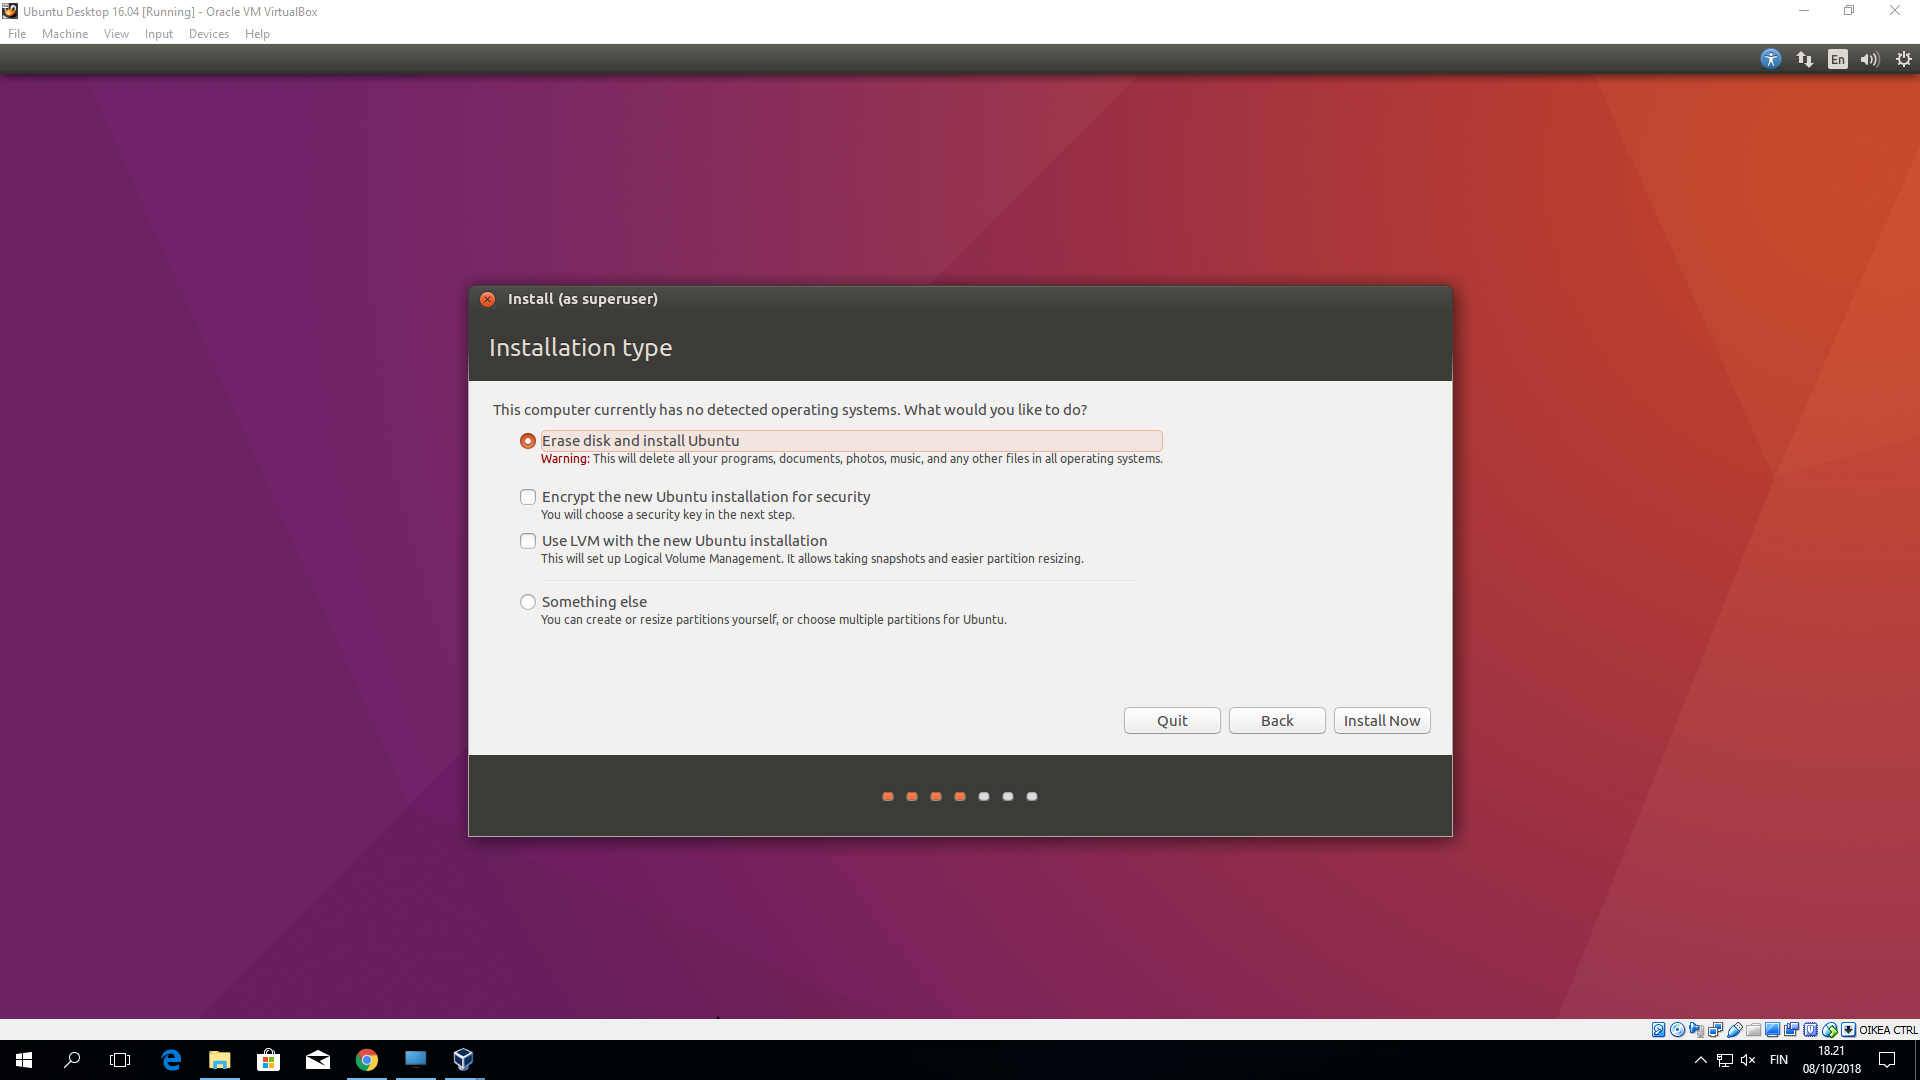 Ubuntu Desktop 16.04 [Running] - Oracle VM VirtualBox
File Machine View Input Devices Help
En
Install (as superuser)
Installation type
This computer currently has no detected operating systems. What would you like to do?
Erase disk and install Ubuntu
Warning: This will delete all your programs, documents, photos, music, and any other files in all operating systems.
Encrypt the new Ubuntu installation for security
You will choose a security key in the next step.
Use LVM with the new Ubuntu installation
This will set up Logical Volume Management. It allows taking snapshots and easier partition resizing.
Something else
You can create or resize partitions yourself, or choose multiple partitions for Ubuntu.
Quit Back Install Now
OIKEA CTRL
FIN
18.21
08/10/2018